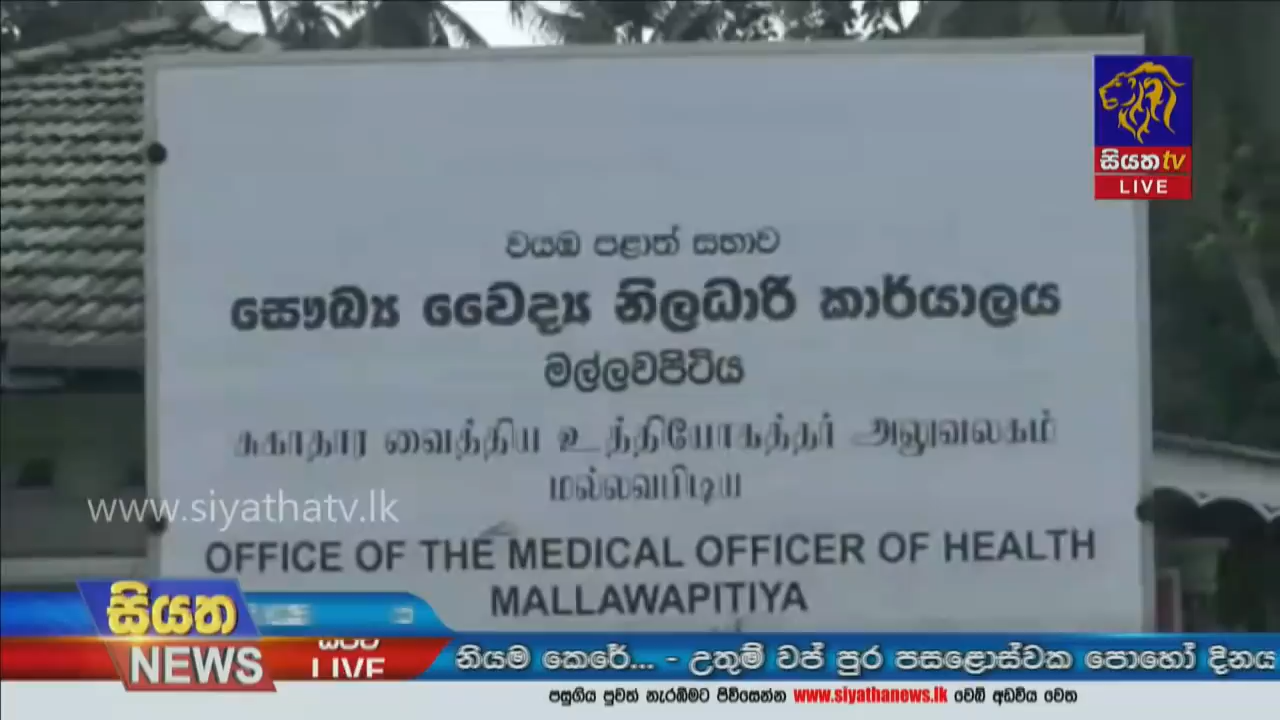 සියත tv
LIVE
වයඹ පළාත් සභාව
සෞඛ්‍ය වෛද්‍ය නිලධාරී කාර්යාලය
මල්ලවපිටිය
சுகாதார வைத்திய உத்தியோகத்தர் அலுவலகம்
மல்லவபிடிய
www.siyathatv.lk
OFFICE OF THE MEDICAL OFFICER OF HEALTH
MALLAWAPITIYA
සියත
NEWS
LIVE
නියම කෙරේ... - උතුම් වප් පුර පසළොස්වක පොහෝ දිනය
පසුගිය පුවත් නැරඹීමට පිවිසෙන්න www.siyathanews.lk වෙබ් අඩවිය වෙත